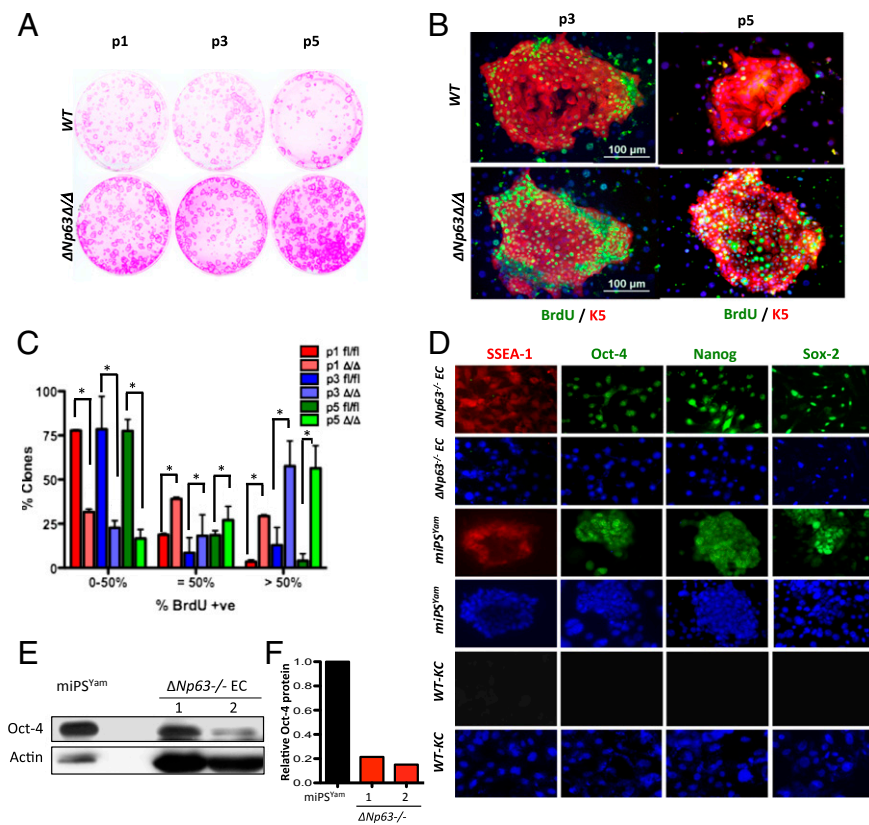 A
p1
p3
p5
WT
ΔNp63Δ/Δ
B
p3
p5
WT
100 µm
ΔNp63Δ/Δ
100 µm
BrdU / K5
BrdU / K5
C
p1 fl/fl
p1 Δ/Δ
p3 fl/fl
p3 Δ/Δ
p5 fl/fl
p5 Δ/Δ
100
75
50
25
0
% Clones
* * * * * * * * *
0-50%
= 50%
> 50%
% BrdU +ve
D
SSEA-1
Oct-4
Nanog
Sox-2
ΔNp63-/- EC
ΔNp63-/- EC
miPSYam
miPSYam
WT-KC
WT-KC
E
miPSYam
ΔNp63-/- EC
1
2
Oct-4
Actin
F
Relative Oct-4 protein
1.0
0.8
0.6
0.4
0.2
0.0
miPSYam
1
2
ΔNp63-/-